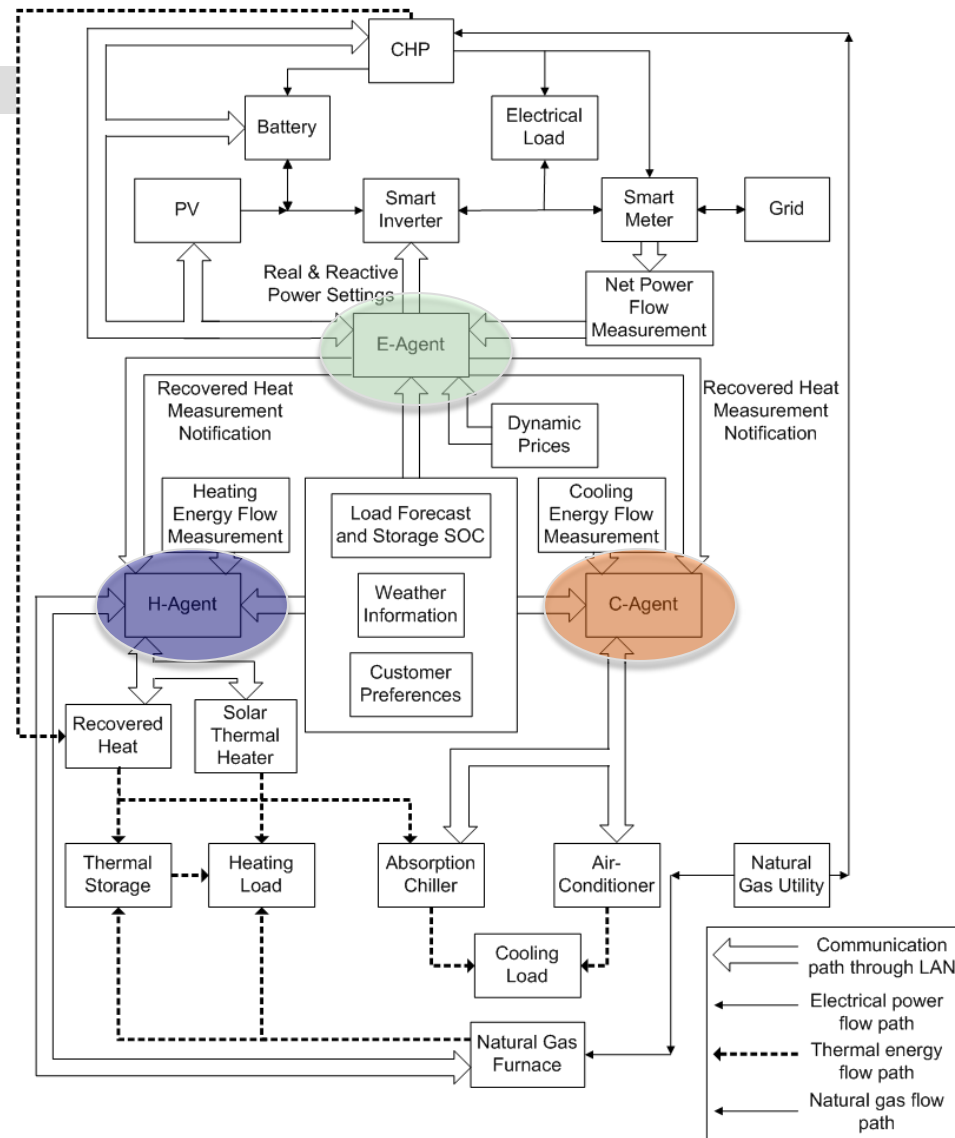 CHP
Battery
Electrical
Load
PV
Smart
Inverter
Smart
Meter
Grid
Real & Reactive
Power Settings
Net Power
Flow
Measurement
E-Agent
Recovered Heat
Measurement
Notification
Recovered Heat
Measurement
Notification
Dynamic
Prices
Heating
Energy Flow
Measurement
Load Forecast
and Storage SOC
Cooling
Energy Flow
Measurement
H-Agent
Weather
Information
C-Agent
Customer
Preferences
Recovered
Heat
Solar
Thermal
Heater
Thermal
Storage
Heating
Load
Absorption
Chiller
Air-
Conditioner
Natural
Gas Utility
Cooling
Load
Natural Gas
Furnace
Communication
path through LAN
Electrical power
flow path
Thermal energy
flow path
Natural gas flow
path